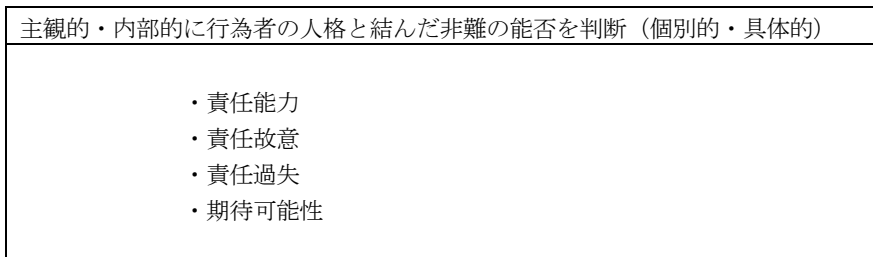 主観的・内部的に行為者の人格と結んだ非難の能否を判断（個別的・具体的）
・責任能力
・責任故意
・責任過失
・期待可能性